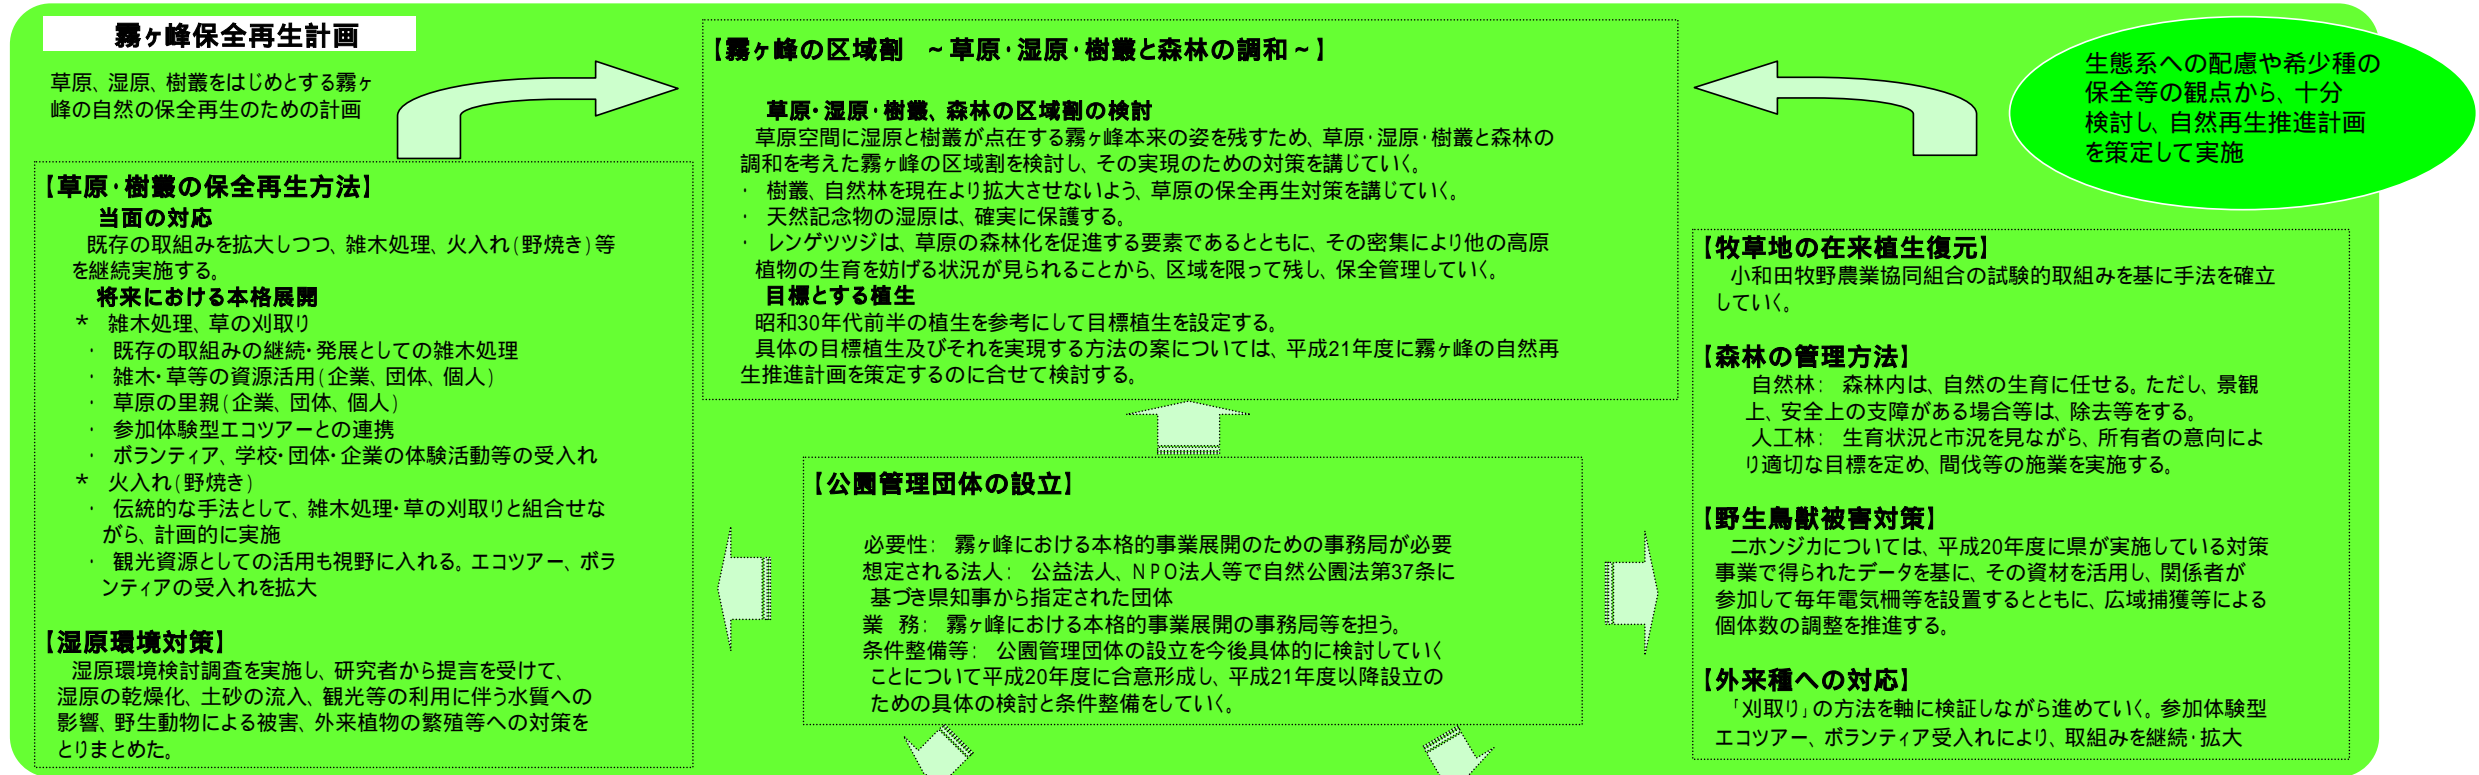 霧ヶ峰保全再生計画
草原、湿原、樹叢をはじめとする霧ヶ
峰の自然の保全再生のための計画
【草原・樹叢の保全再生方法】
当面の対応
既存の取組みを拡大しつつ、雑木処理、火入れ(野焼き)等
を継続実施する。
将来における本格展開
* 雑木処理、草の刈取り
・ 既存の取組みの継続・発展としての雑木処理
・ 雑木・草等の資源活用(企業、団体、個人)
・ 草原の里親(企業、団体、個人)
・ 参加体験型エコツアーとの連携
・ ボランティア、学校・団体・企業の体験活動等の受入れ
* 火入れ(野焼き)
・ 伝統的な手法として、雑木処理・草の刈取りと組合せな
がら、計画的に実施
・ 観光資源としての活用も視野に入れる。エコツアー、ボラ
ンティアの受入れを拡大
【湿原環境対策】
湿原環境検討調査を実施し、研究者から提言を受けて、
湿原の乾燥化、土砂の流入、観光等の利用に伴う水質への
影響、野生動物による被害、外来植物の繁殖等への対策を
とりまとめた。
【霧ヶ峰の区域割 ~草原・湿原・樹叢と森林の調和~】
草原・湿原・樹叢、森林の区域割の検討
草原空間に湿原と樹叢が点在する霧ヶ峰本来の姿を残すため、草原・湿原・樹叢と森林の
調和を考えた霧ヶ峰の区域割を検討し、その実現のための対策を講じていく。
・ 樹叢、自然林を現在より拡大させないよう、草原の保全再生対策を講じていく。
・ 天然記念物の湿原は、確実に保護する。
・ レンゲツツジは、草原の森林化を促進する要素であるとともに、その密集により他の高原
植物の生育を妨げる状況が見られることから、区域を限って残し、保全管理していく。
目標とする植生
昭和30年代前半の植生を参考にして目標植生を設定する。
具体の目標植生及びそれを実現する方法の案については、平成21年度に霧ヶ峰の自然再
生推進計画を策定するのに合せて検討する。
【公園管理団体の設立】
必要性: 霧ヶ峰における本格的事業展開のための事務局が必要
想定される法人: 公益法人、NPO法人等で自然公園法第37条に
基づき県知事から指定された団体
業 務: 霧ヶ峰における本格的事業展開の事務局等を担う。
条件整備等: 公園管理団体の設立を今後具体的に検討していく
ことについて平成20年度に合意形成し、平成21年度以降設立の
ための具体の検討と条件整備をしていく。
生態系への配慮や希少種の
保全等の観点から、十分
検討し、自然再生推進計画
を策定して実施
【牧草地の在来植生復元】
小和田牧野農業協同組合の試験的取組みを基に手法を確立
していく。
【森林の管理方法】
自然林: 森林内は、自然の生育に任せる。ただし、景観
上、安全上の支障がある場合等は、除去等をする。
人工林: 生育状況と市況を見ながら、所有者の意向によ
り適切な目標を定め、間伐等の施業を実施する。
【野生鳥獣被害対策】
ニホンジカについては、平成20年度に県が実施している対策
事業で得られたデータを基に、その資材を活用し、関係者が
参加して毎年電気柵等を設置するとともに、広域捕獲等による
個体数の調整を推進する。
【外来種への対応】
「刈取り」の方法を軸に検証しながら進めていく。参加体験型
エコツアー、ボランティア受入れにより、取組みを継続・拡大